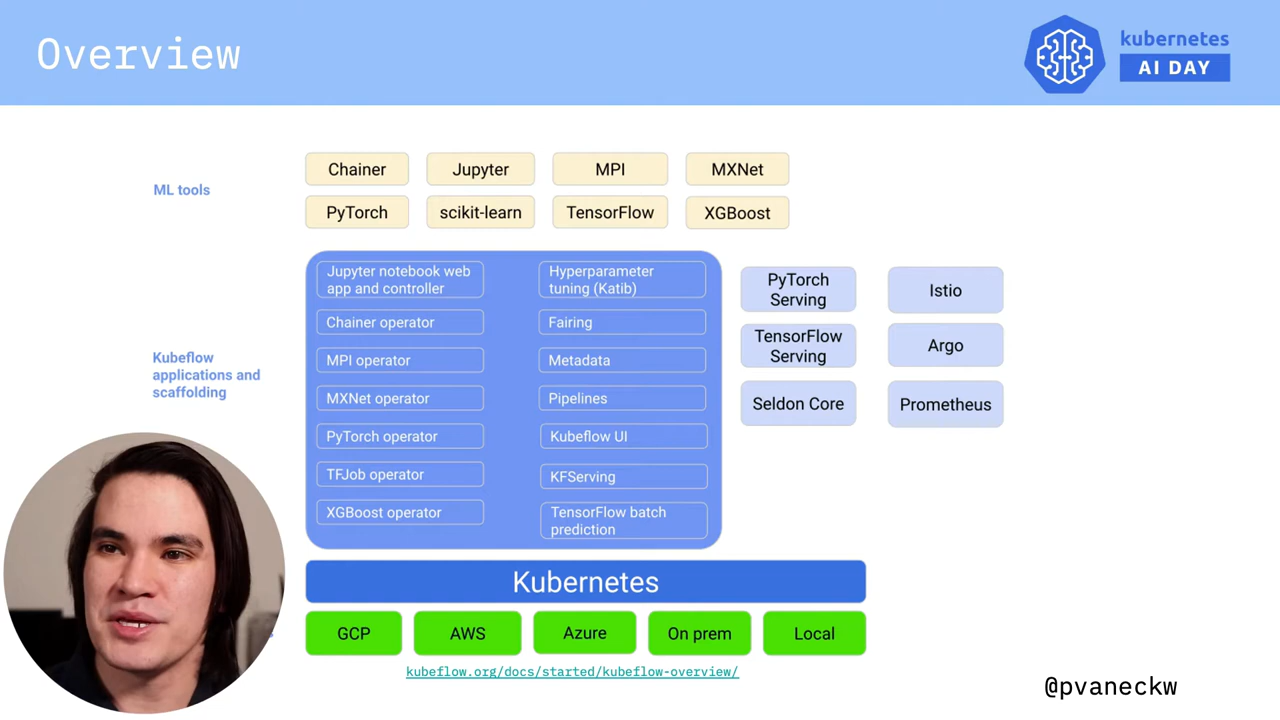 Overview
kubernetes
AI DAY
ML tools
Chainer
Jupyter
MPI
MXNet
PyTorch
scikit-learn
TensorFlow
XGBoost
Kubeflow
applications and
scaffolding
Jupyter notebook web
app and controller
Chainer operator
MPI operator
MXNet operator
PyTorch operator
TFJob operator
XGBoost operator
Hyperparameter
tuning (Katib)
Fairing
Metadata
Pipelines
Kubeflow UI
KFServing
TensorFlow batch
prediction
PyTorch
Serving
TensorFlow
Serving
Seldon Core
Istio
Argo
Prometheus
Kubernetes
GCP
AWS
Azure
On prem
Local
kubeflow.org/docs/started/kubeflow-overview/
@pvaneckw